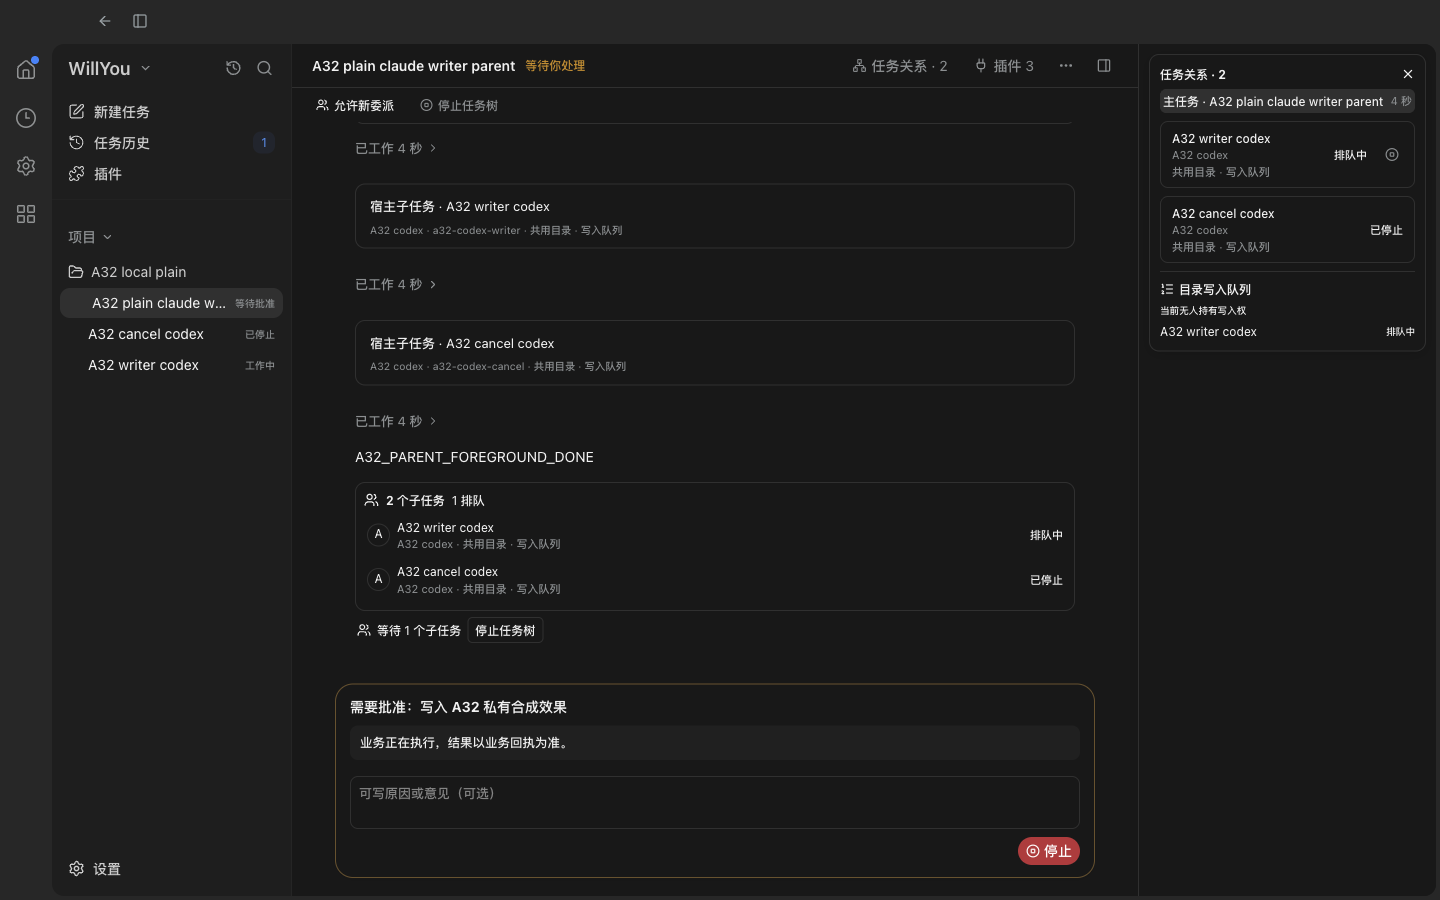 WillYou
新建任务
任务历史
1
插件
项目
A32 local plain
A32 plain claude w...
等待批准
A32 cancel codex
已停止
A32 writer codex
工作中
设置
A32 plain claude writer parent
等待你处理
任务关系 · 2
插件 3
允许新委派
停止任务树
已工作 4 秒
宿主子任务 · A32 writer codex
A32 codex · a32-codex-writer · 共用目录 · 写入队列
已工作 4 秒
宿主子任务 · A32 cancel codex
A32 codex · a32-codex-cancel · 共用目录 · 写入队列
已工作 4 秒
A32_PARENT_FOREGROUND_DONE
2 个子任务 1 排队
A
A32 writer codex
A32 codex · 共用目录 · 写入队列
排队中
A
A32 cancel codex
A32 codex · 共用目录 · 写入队列
已停止
等待 1 个子任务
停止任务树
需要批准：写入 A32 私有合成效果
业务正在执行，结果以业务回执为准。
可写原因或意见（可选）
停止
任务关系 · 2
主任务 · A32 plain claude writer parent
4 秒
A32 writer codex
A32 codex
共用目录 · 写入队列
排队中
A32 cancel codex
A32 codex
共用目录 · 写入队列
已停止
目录写入队列
当前无人持有写入权
A32 writer codex
排队中